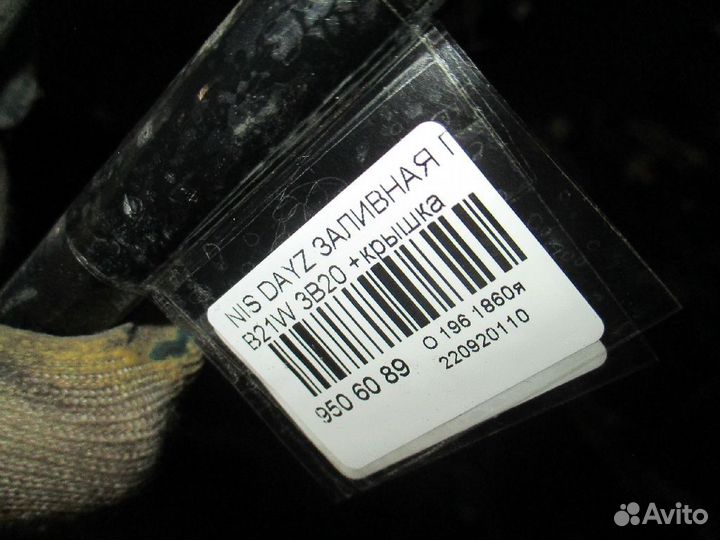 NIS DAYZ ЗАЛИВНАЯ Г
B21W 3B20 +крышка
950 60 89
O 196 1860я
220920110
Avito